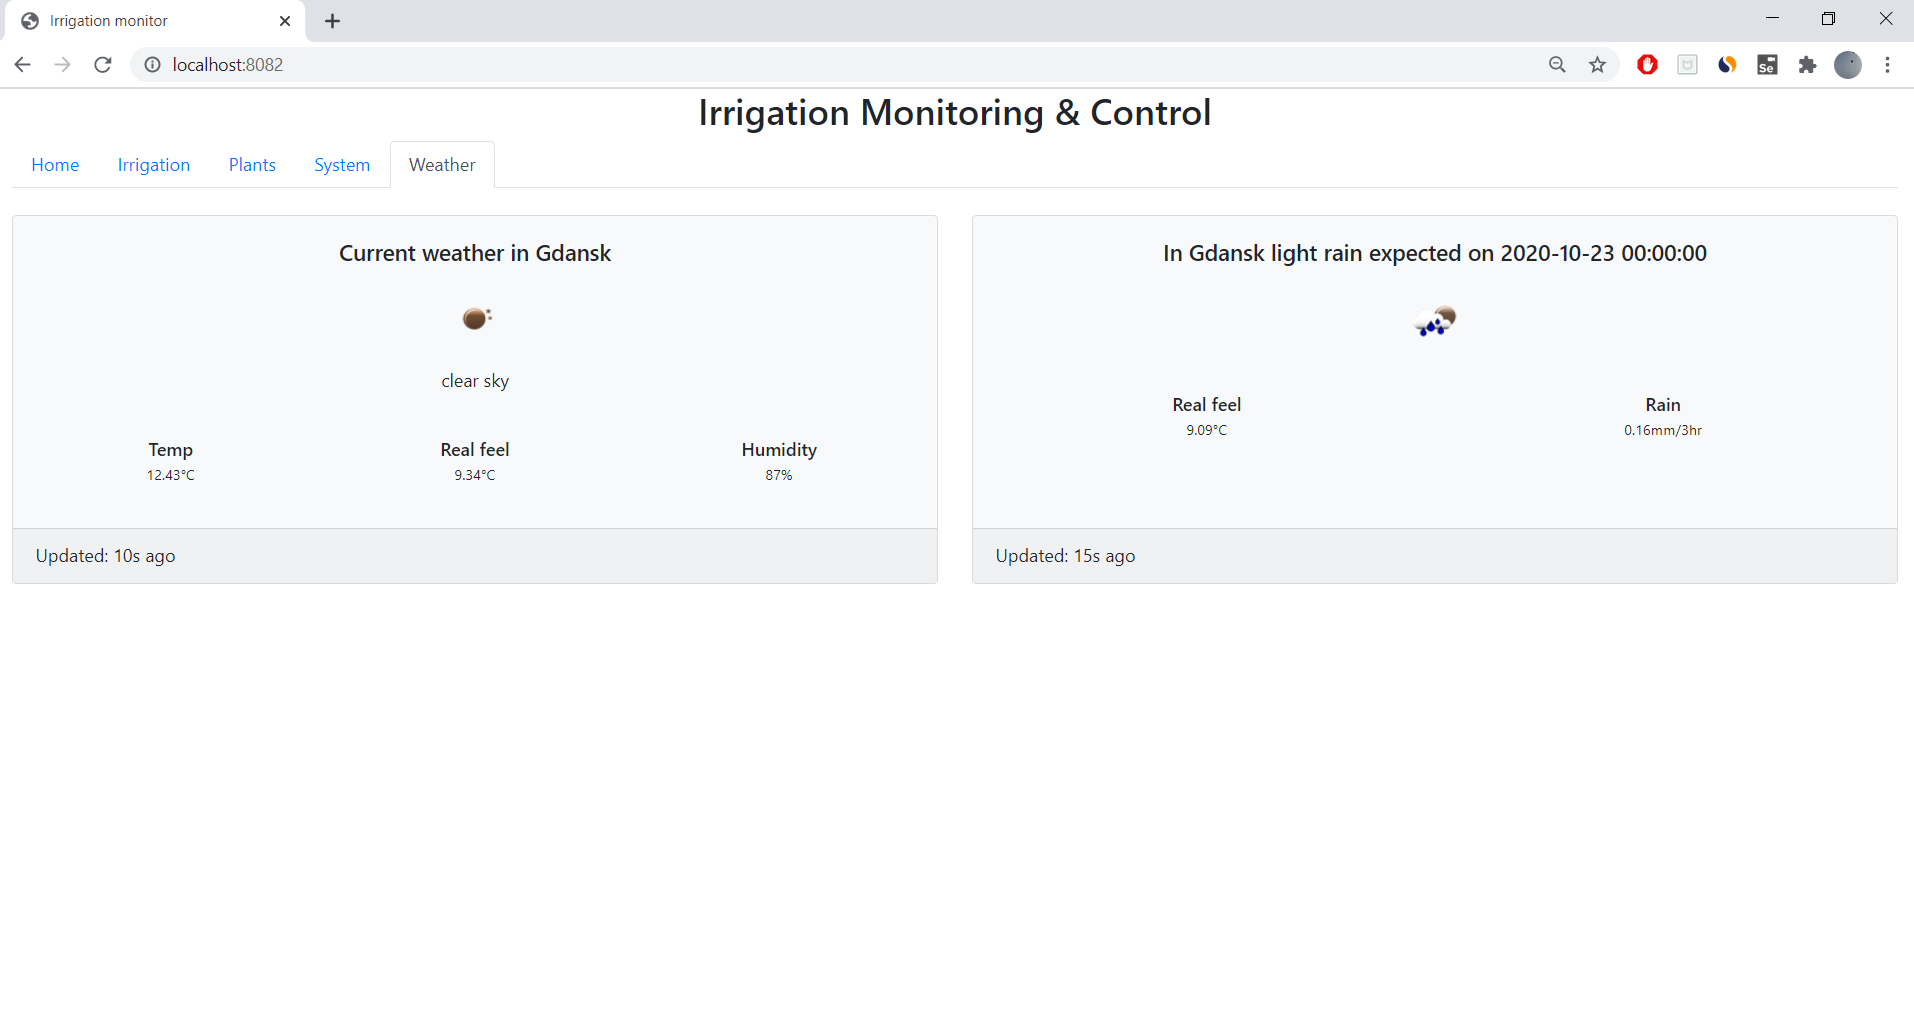 Irrigation monitor
localhost:8082
Se
Irrigation Monitoring & Control
Home Irrigation Plants System Weather
Current weather in Gdansk
clear sky
Temp Real feel Humidity
12.43°C 9.34°C 87%
Updated: 10s ago
In Gdansk light rain expected on 2020-10-23 00:00:00
Real feel Rain
9.09°C 0.16mm/3hr
Updated: 15s ago